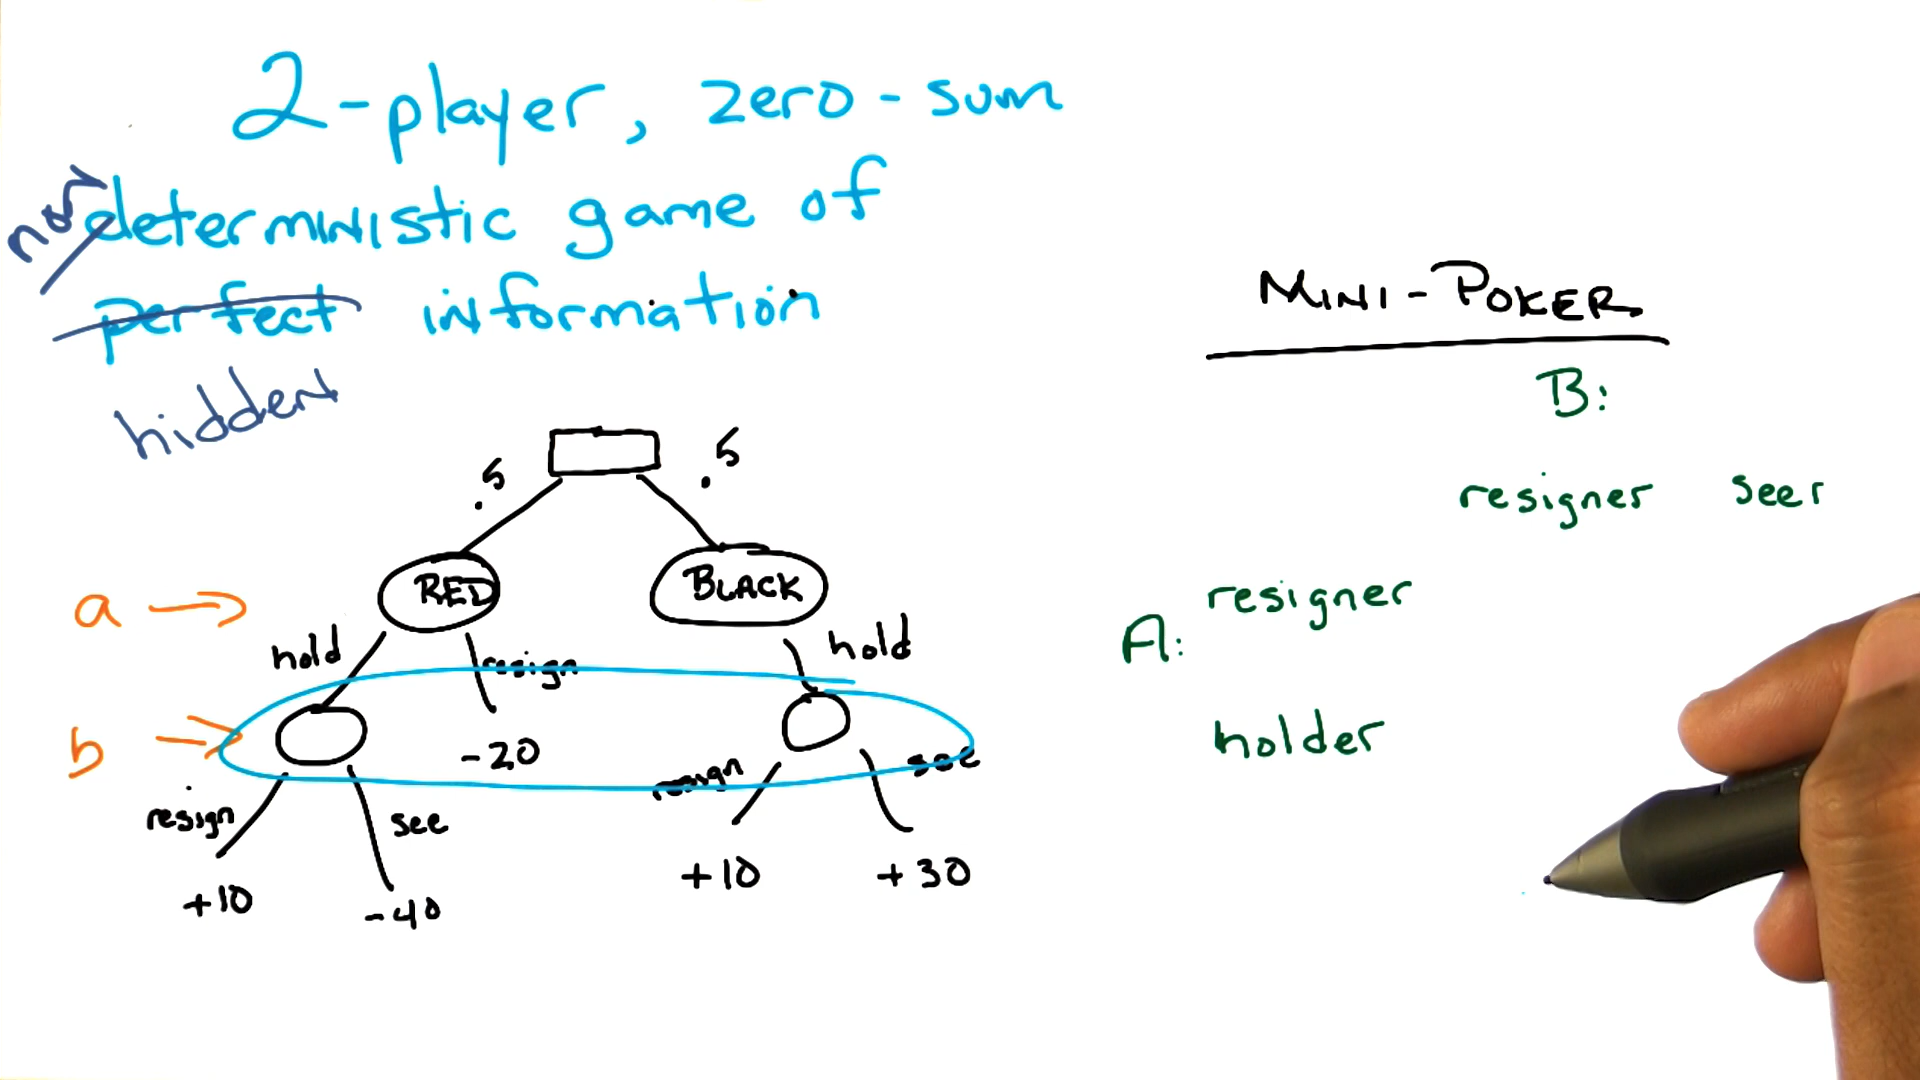 2-player, zero-sum
non
deterministic game of
perfect information
hidden
.5 .5
RED BLACK
a →
hold resign hold
b →
-20
resign see resign see
+10 -40 +10 +30
MINI-POKER
B:
resigner seer
A: resigner
holder